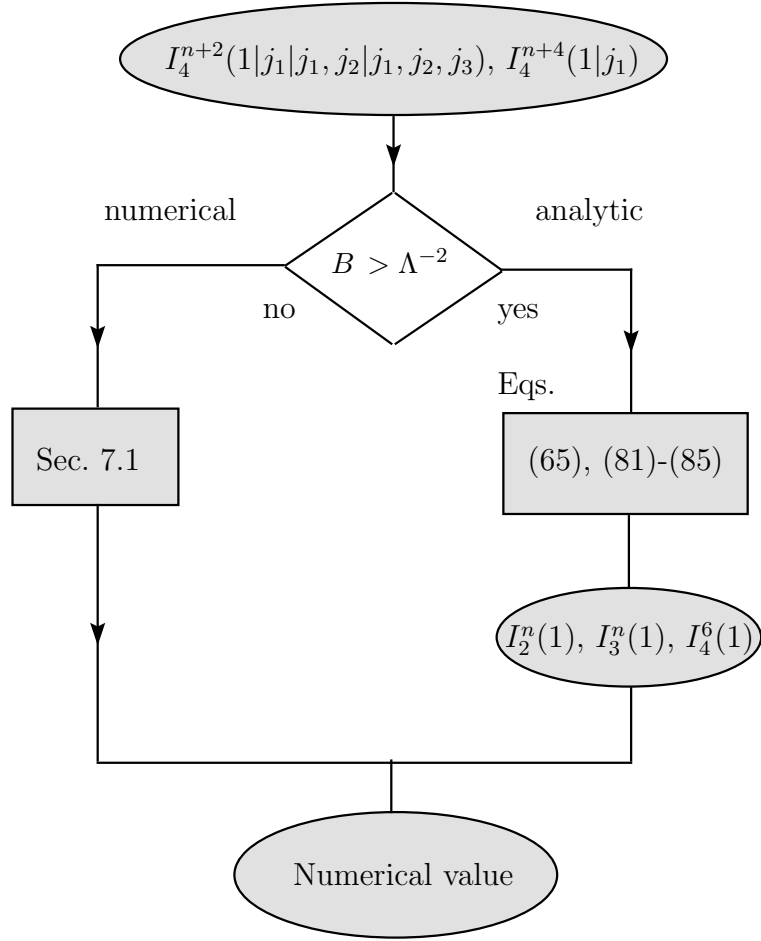 I_4^{n+2}(1|j_1|j_1, j_2|j_1, j_2, j_3), I_4^{n+4}(1|j_1)
numerical
analytic
B > Λ^{-2}
no
yes
Eqs.
Sec. 7.1
(65), (81)-(85)
I_2^n(1), I_3^n(1), I_4^6(1)
Numerical value